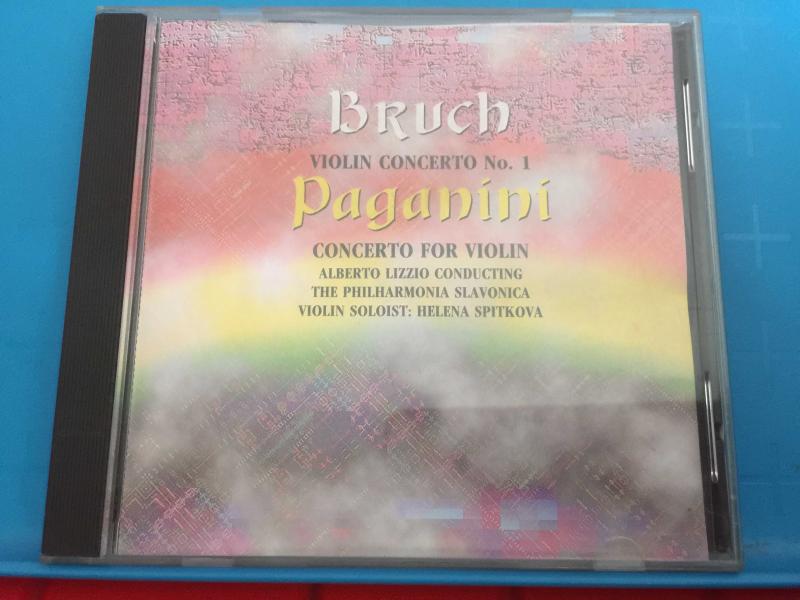 Bruch
VIOLIN CONCERTO No. 1
Paganini
CONCERTO FOR VIOLIN
ALBERTO LIZZIO CONDUCTING
THE PHILHARMONIA SLAVONICA
VIOLIN SOLOIST: HELENA SPITKOVA